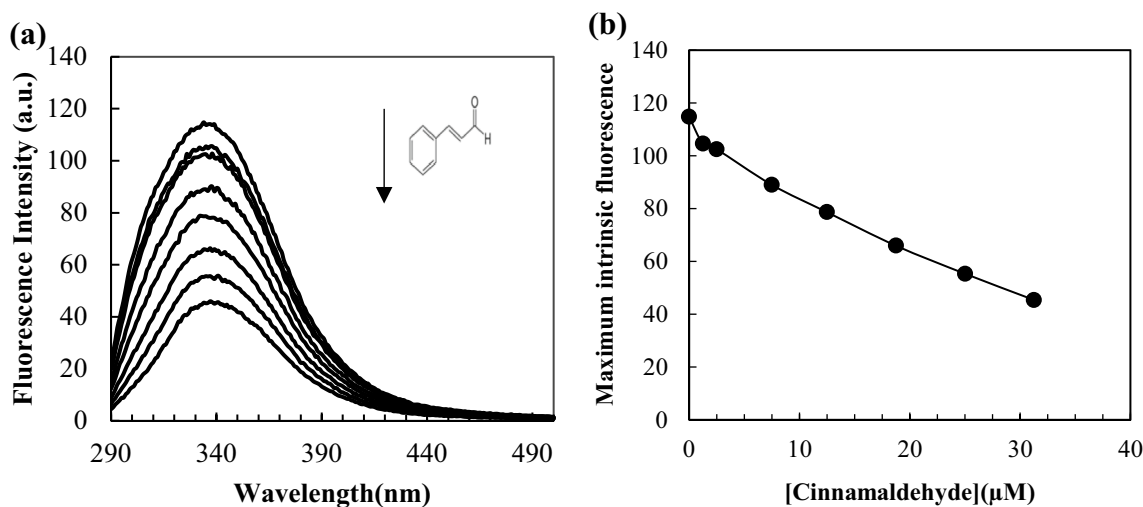 (a)
140
120
100
80
60
40
20
0
Fluorescence Intensity (a.u.)
290 340 390 440 490
Wavelength(nm)
O
H
(b)
140
120
100
80
60
40
20
0
Maximum intrinsic fluorescence
0 10 20 30 40
[Cinnamaldehyde](µM)